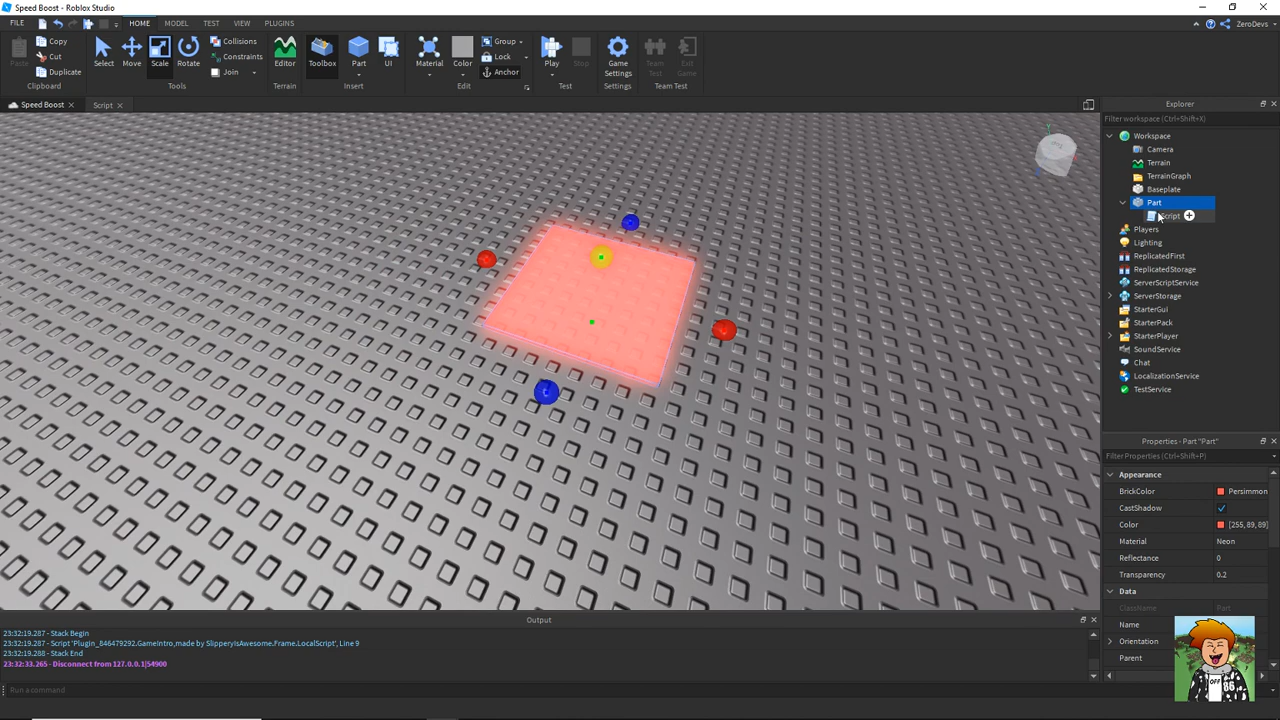 Speed Boost - Roblox Studio
FILE HOME MODEL TEST VIEW PLUGINS ZeroDevs
Paste Copy Cut Duplicate Select Move Scale Rotate Collisions Constraints Join Editor Toolbox Part UI Material Color Group Lock Anchor Play Stop Game Settings Team Test Exit Game
Clipboard Tools Terrain Insert Edit Test Settings Team Test
Speed Boost Script
Explorer
Filter workspace (Ctrl+Shift+X)
Workspace
Camera
Terrain
TerrainGraph
Baseplate
Part
Script
Players
Lighting
ReplicatedFirst
ReplicatedStorage
ServerScriptService
ServerStorage
StarterGui
StarterPack
StarterPlayer
SoundService
Chat
LocalizationService
TestService
Properties - Part "Part"
Filter Properties (Ctrl+Shift+P)
Appearance
BrickColor Persimmon
CastShadow
Color [255,89,89]
Material Neon
Reflectance 0
Transparency 0.2
Data
ClassName Part
Name
Orientation
Parent
OFF
86
Output
23:32:19.287 - Stack Begin
23:32:19.287 - Script 'Plugin_846479292.GameIntro,made by SlipperyIsAwesome.Frame.LocalScript', Line 9
23:32:19.288 - Stack End
23:32:33.265 - Disconnect from 127.0.0.1|54900
Run a command